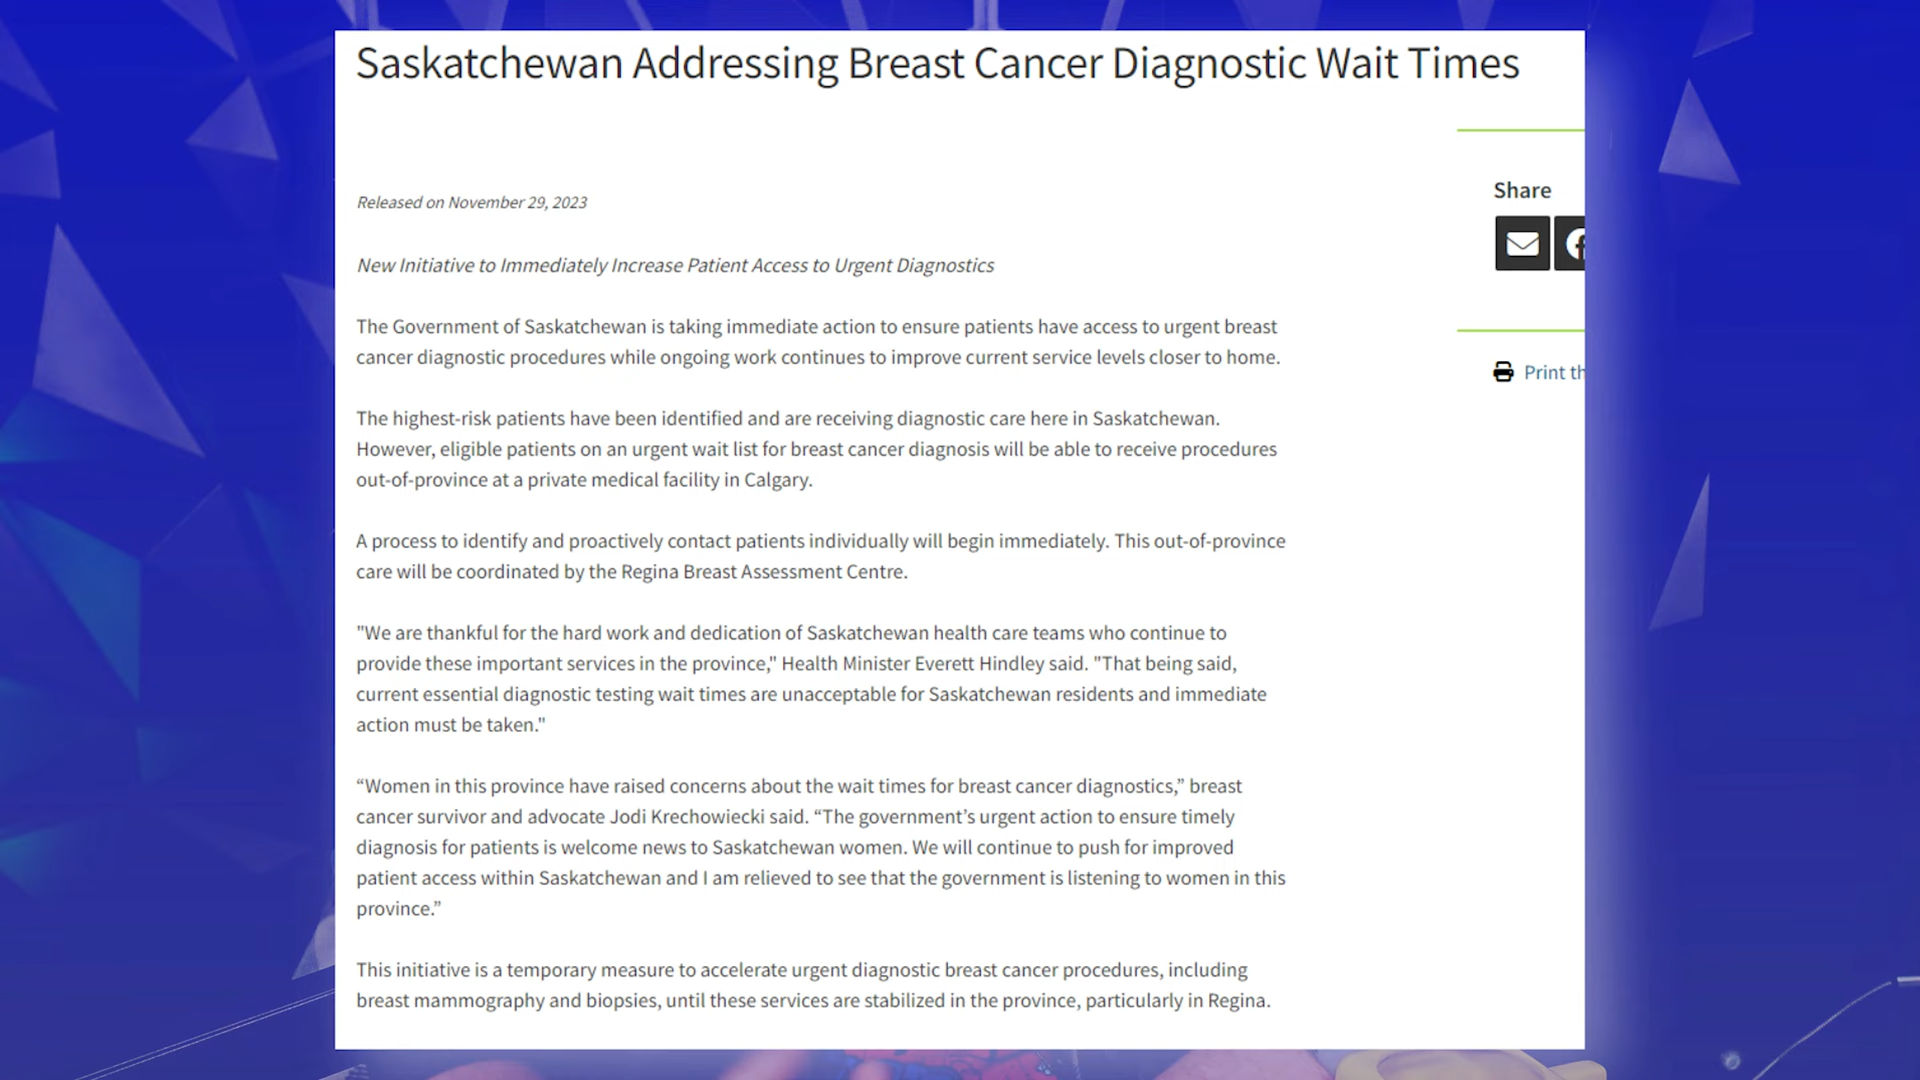 Saskatchewan Addressing Breast Cancer Diagnostic Wait Times
Released on November 29, 2023
Share
New Initiative to Immediately Increase Patient Access to Urgent Diagnostics
The Government of Saskatchewan is taking immediate action to ensure patients have access to urgent breast
cancer diagnostic procedures while ongoing work continues to improve current service levels closer to home.
Print th
The highest-risk patients have been identified and are receiving diagnostic care here in Saskatchewan.
However, eligible patients on an urgent wait list for breast cancer diagnosis will be able to receive procedures
out-of-province at a private medical facility in Calgary.
A process to identify and proactively contact patients individually will begin immediately. This out-of-province
care will be coordinated by the Regina Breast Assessment Centre.
"We are thankful for the hard work and dedication of Saskatchewan health care teams who continue to
provide these important services in the province," Health Minister Everett Hindley said. "That being said,
current essential diagnostic testing wait times are unacceptable for Saskatchewan residents and immediate
action must be taken."
“Women in this province have raised concerns about the wait times for breast cancer diagnostics,” breast
cancer survivor and advocate Jodi Krechowiecki said. “The government’s urgent action to ensure timely
diagnosis for patients is welcome news to Saskatchewan women. We will continue to push for improved
patient access within Saskatchewan and I am relieved to see that the government is listening to women in this
province.”
This initiative is a temporary measure to accelerate urgent diagnostic breast cancer procedures, including
breast mammography and biopsies, until these services are stabilized in the province, particularly in Regina.